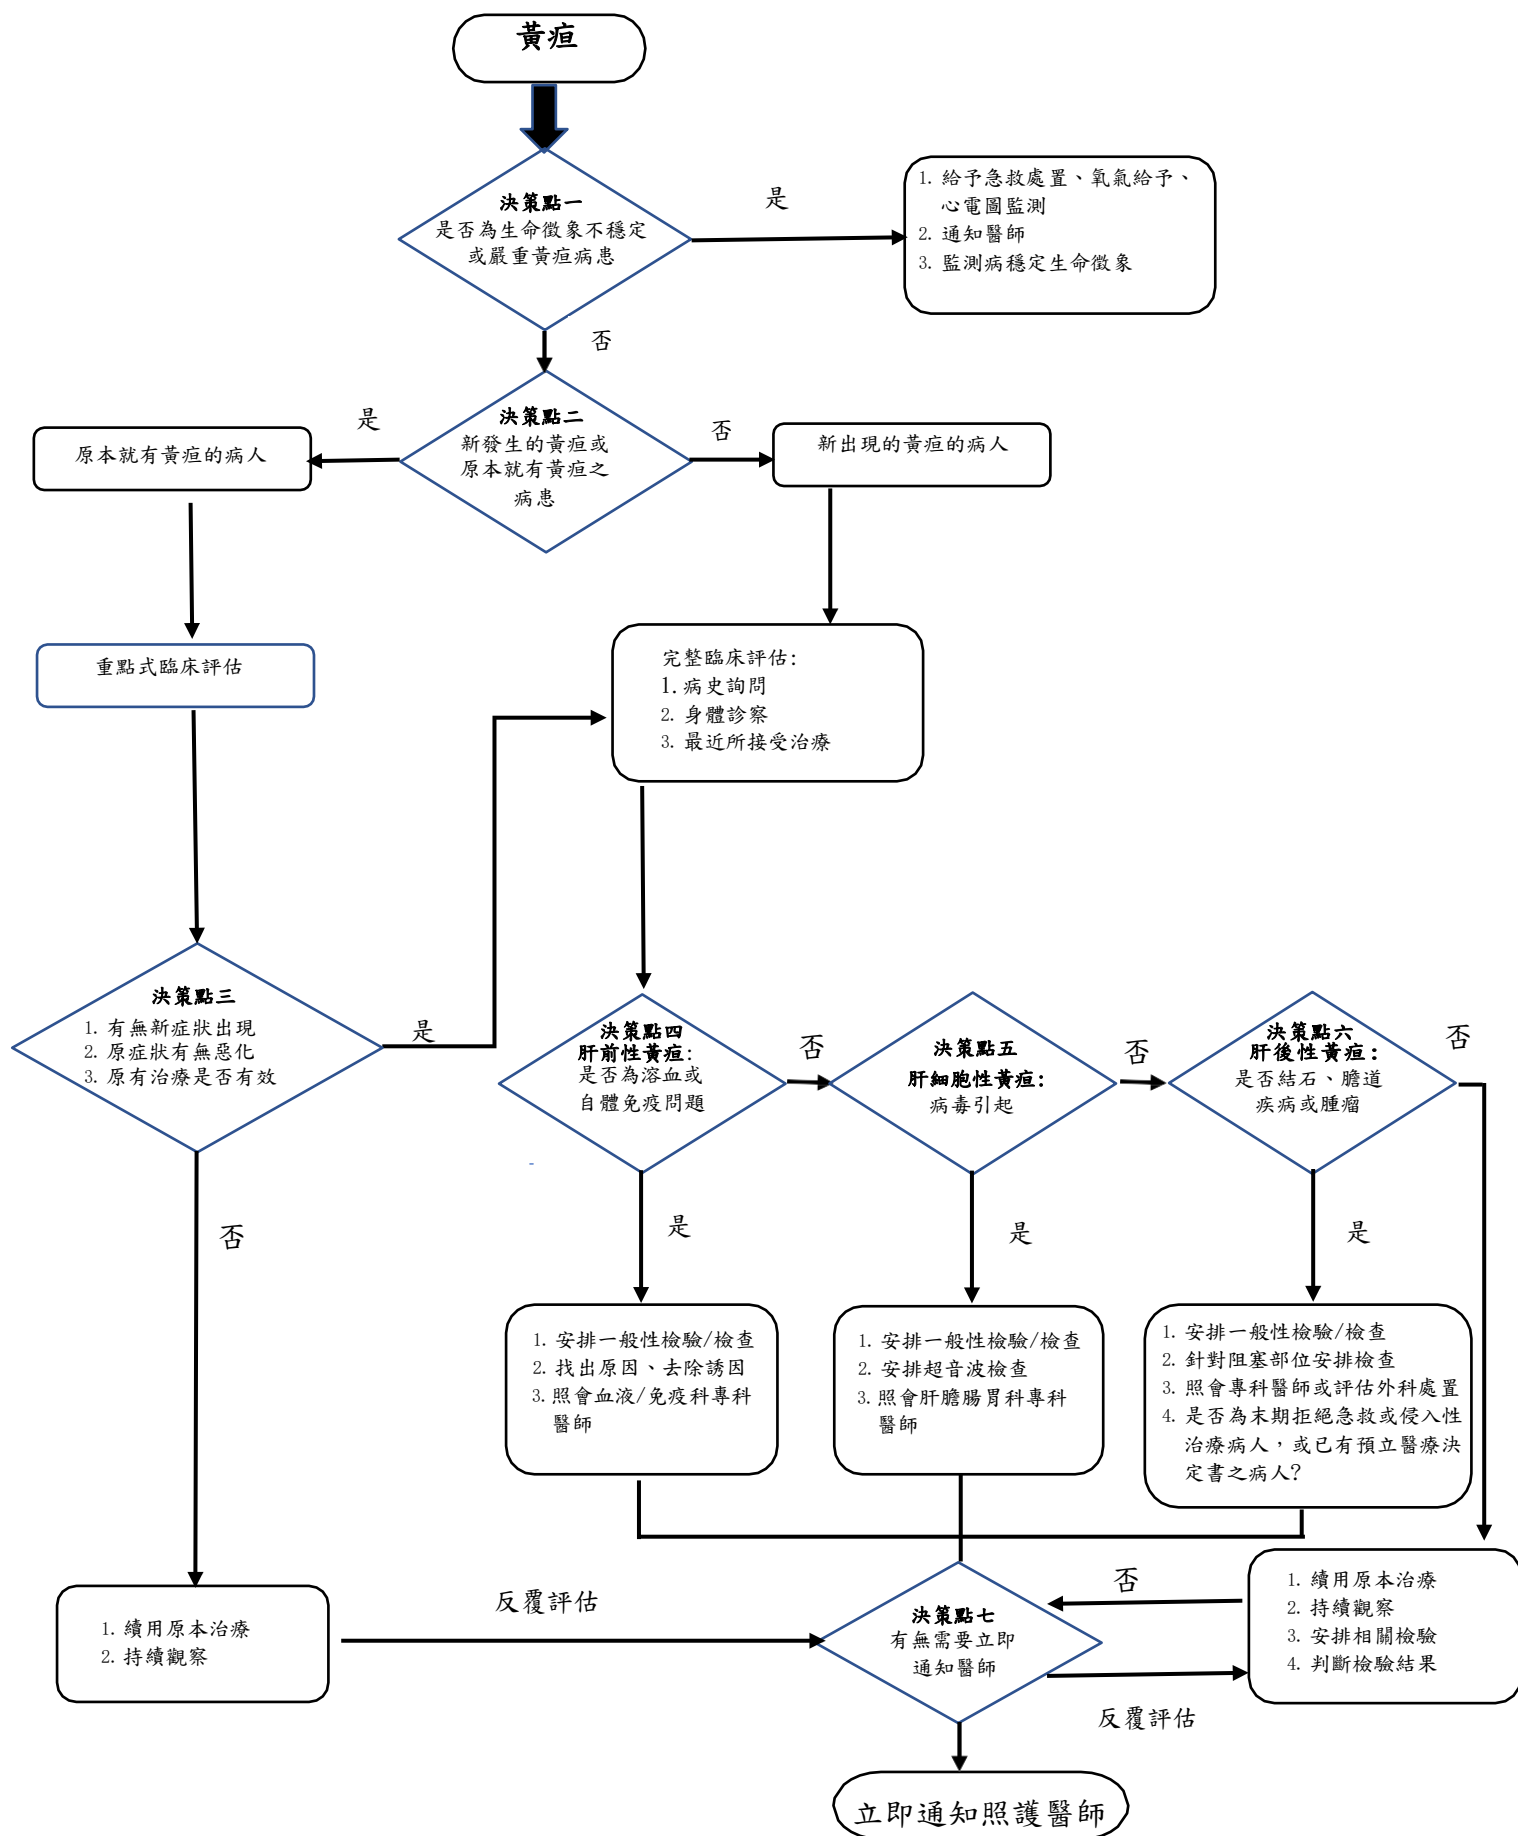 黃疸
決策點一
是否為生命徵象不穩定
或嚴重黃疸病患
是
1. 給予急救處置、氧氣給予、
心電圖監測
2. 通知醫師
3. 監測病穩定生命徵象
否
決策點二
新發生的黃疸或
原本就有黃疸之
病患
是
否
原本就有黃疸的病人
新出現的黃疸的病人
重點式臨床評估
完整臨床評估:
1. 病史詢問
2. 身體診察
3. 最近所接受治療
決策點三
1. 有無新症狀出現
2. 原症狀有無惡化
3. 原有治療是否有效
是
否
決策點四
肝前性黃疸:
是否為溶血或
自體免疫問題
否
決策點五
肝細胞性黃疸:
病毒引起
否
決策點六
肝後性黃疸:
是否結石、膽道
疾病或腫瘤
否
是
是
是
1. 安排一般性檢驗/檢查
2. 找出原因、去除誘因
3. 照會血液/免疫科專科
醫師
1. 安排一般性檢驗/檢查
2. 安排超音波檢查
3. 照會肝膽腸胃科專科
醫師
1. 安排一般性檢驗/檢查
2. 針對阻塞部位安排檢查
3. 照會專科醫師或評估外科處置
4. 是否為末期拒絕急救或侵入性
治療病人，或已有預立醫療決
定書之病人?
1. 續用原本治療
2. 持續觀察
反覆評估
決策點七
有無需要立即
通知醫師
否
反覆評估
1. 續用原本治療
2. 持續觀察
3. 安排相關檢驗
4. 判斷檢驗結果
立即通知照護醫師